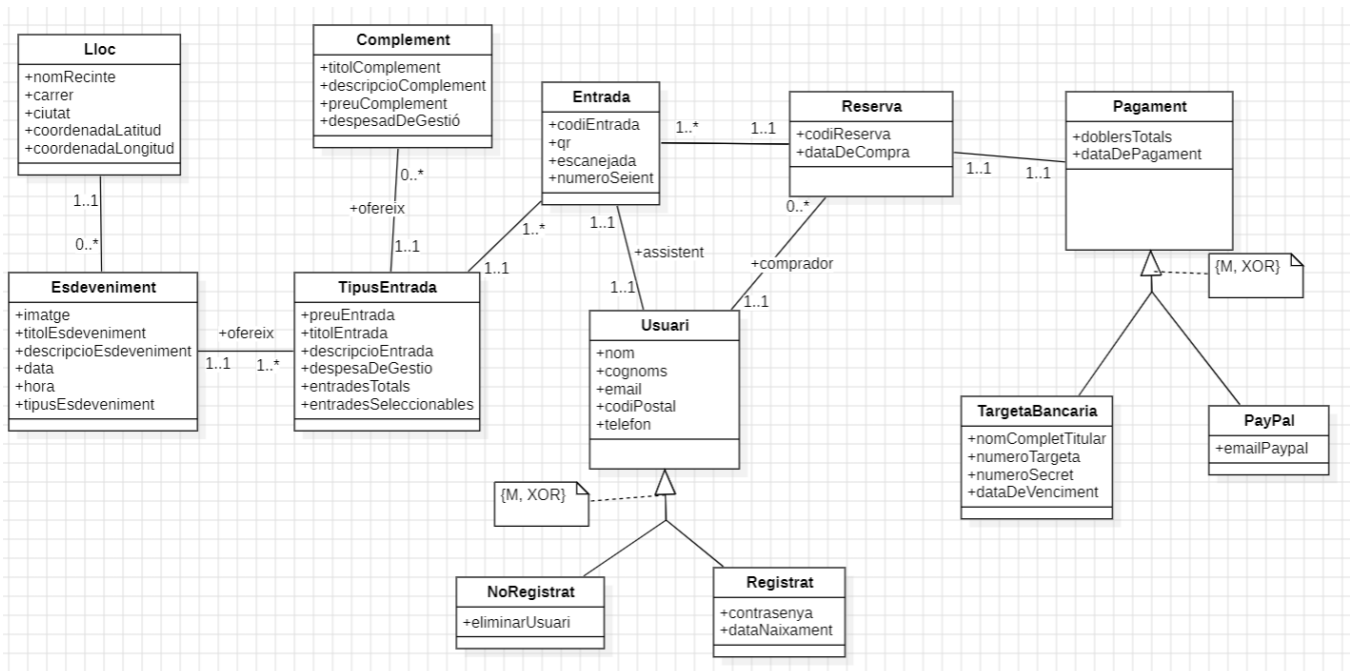 Lloc
+nomRecinte
+carrer
+ciutat
+coordenadaLatitud
+coordenadaLongitud
1..1
0..*
Complement
+titolComplement
+descripcioComplement
+preuComplement
+despesadDeGestió
0..*
+ofereix
1..1
Entrada
+codiEntrada
+qr
+escanejada
+numeroSeient
1..*
1..1
Reserva
+codiReserva
+dataDeCompra
1..1
1..1
Pagament
+doblersTotals
+dataDePagament
{M, XOR}
Esdeveniment
+imatge
+titolEsdeveniment
+descripcioEsdeveniment
+data
+hora
+tipusEsdeveniment
+ofereix
1..1
1..*
TipusEntrada
+preuEntrada
+titolEntrada
+descripcioEntrada
+despesaDeGestio
+entradesTotals
+entradesSeleccionables
1..*
1..1
1..1
+assistent
1..1
0..*
+comprador
1..1
Usuari
+nom
+cognoms
+email
+codiPostal
+telefon
{M, XOR}
TargetaBancaria
+nomCompletTitular
+numeroTargeta
+numeroSecret
+dataDeVenciment
PayPal
+emailPaypal
NoRegistrat
+eliminarUsuari
Registrat
+contrasenya
+dataNaixament